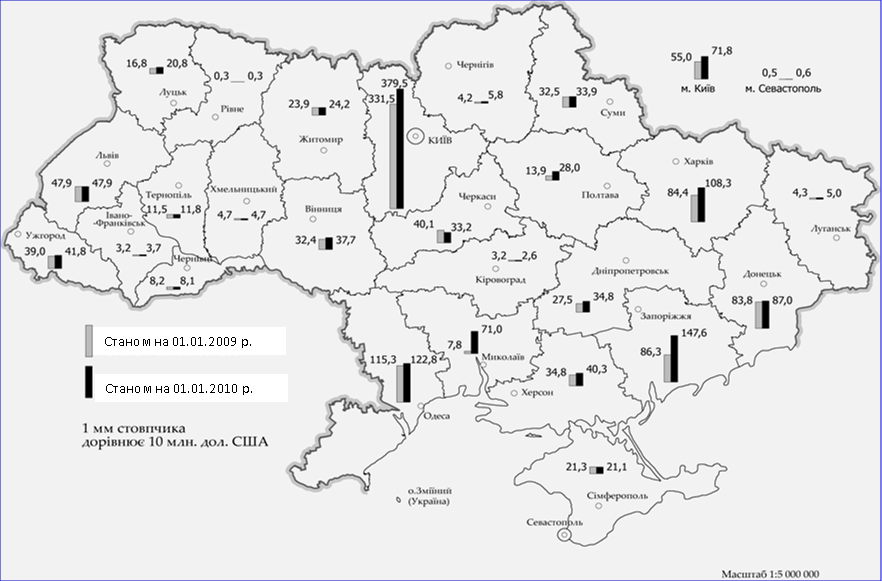 379,5
331,5
Чернігів
4,2 5,8
16,8 20,8
Луцьк
0,3 0,3
Рівне
23,9 24,2
Житомир
КИЇВ
32,5 33,9
Суми
55,0 71,8
м. Київ
0,5 0,6
м. Севастополь
Львів
47,9 47,9
Тернопіль
11,5 11,8
Хмельницький
4,7 4,7
Вінниця
32,4 37,7
Черкаси
40,1 33,2
13,9 28,0
Полтава
Харків
84,4 108,3
4,3 5,0
Луганськ
Ужгород
39,0 41,8
Івано-
-Франківськ
3,2 3,7
Чернівці
8,2 8,1
3,2 2,6
Кіровоград
Дніпропетровськ
27,5 34,8
Донецьк
83,8 87,0
Запоріжжя
86,3 147,6
Станом на 01.01.2009 р.
Станом на 01.01.2010 р.
115,3 122,8
Одеса
7,8 71,0
Миколаїв
34,8 40,3
Херсон
1 мм стовпчика
дорівнює 10 млн. дол. США
о.Зміїний
(Україна)
21,3 21,1
Сімферополь
Севастополь
Масштаб 1:5 000 000